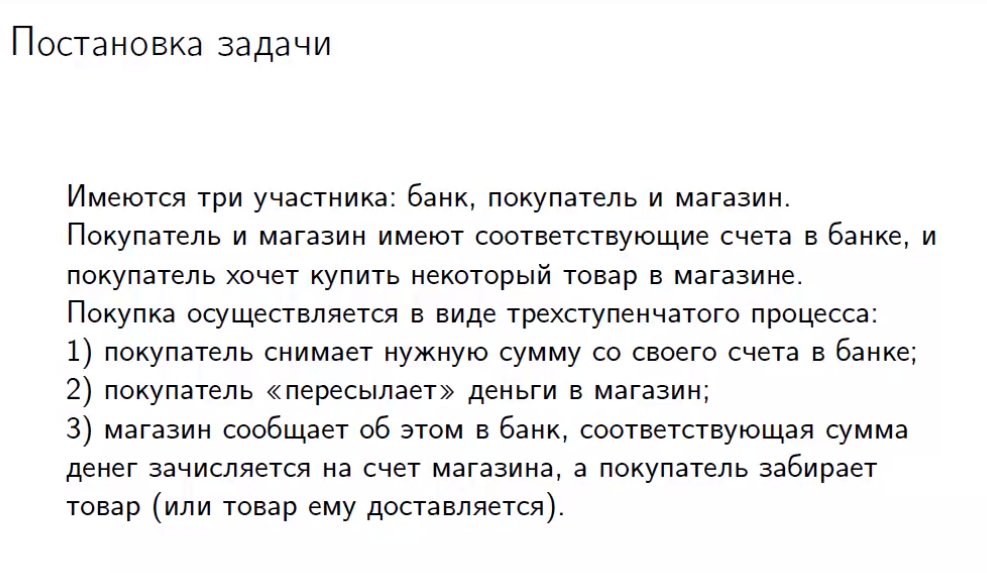 Постановка задачи
Имеются три участника: банк, покупатель и магазин.
Покупатель и магазин имеют соответствующие счета в банке, и
покупатель хочет купить некоторый товар в магазине.
Покупка осуществляется в виде трехступенчатого процесса:
1) покупатель снимает нужную сумму со своего счета в банке;
2) покупатель «пересылает» деньги в магазин;
3) магазин сообщает об этом в банк, соответствующая сумма
денег зачисляется на счет магазина, а покупатель забирает
товар (или товар ему доставляется).